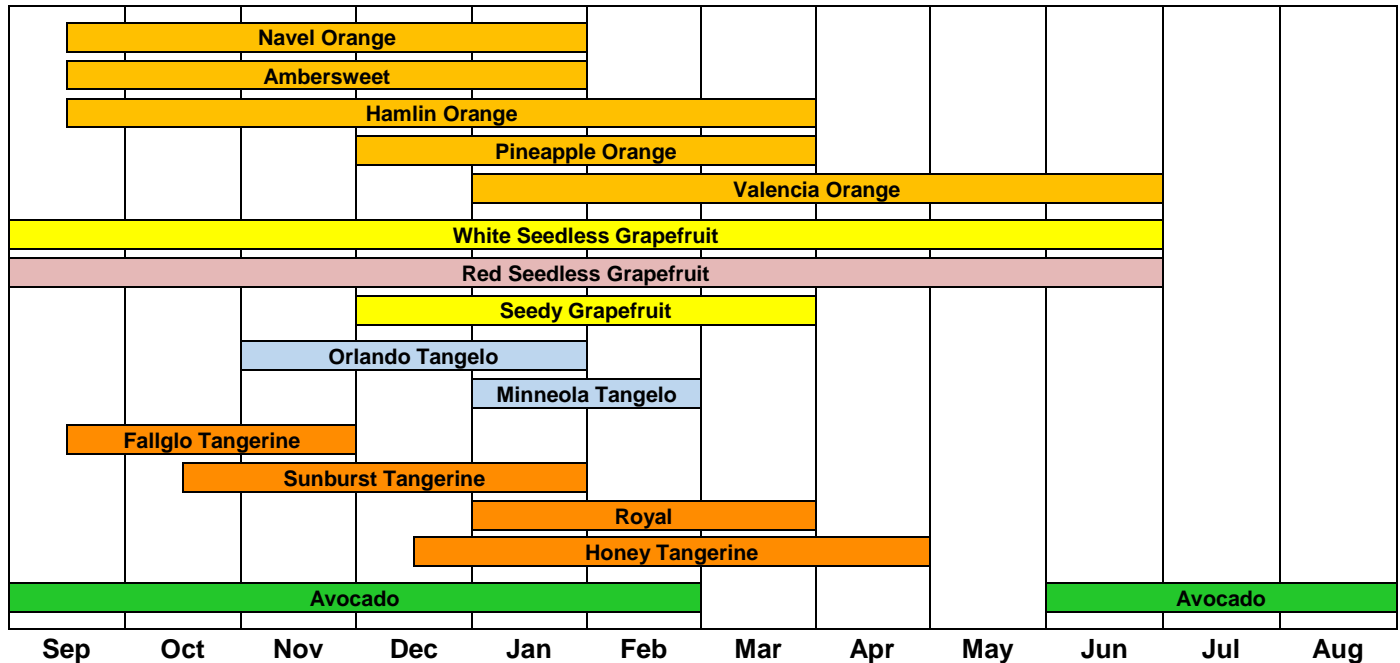 Navel Orange
Ambersweet
Hamlin Orange
Pineapple Orange
Valencia Orange
White Seedless Grapefruit
Red Seedless Grapefruit
Seedy Grapefruit
Orlando Tangelo
Minneola Tangelo
Fallglo Tangerine
Sunburst Tangerine
Royal
Honey Tangerine
Avocado Avocado
Sep Oct Nov Dec Jan Feb Mar Apr May Jun Jul Aug